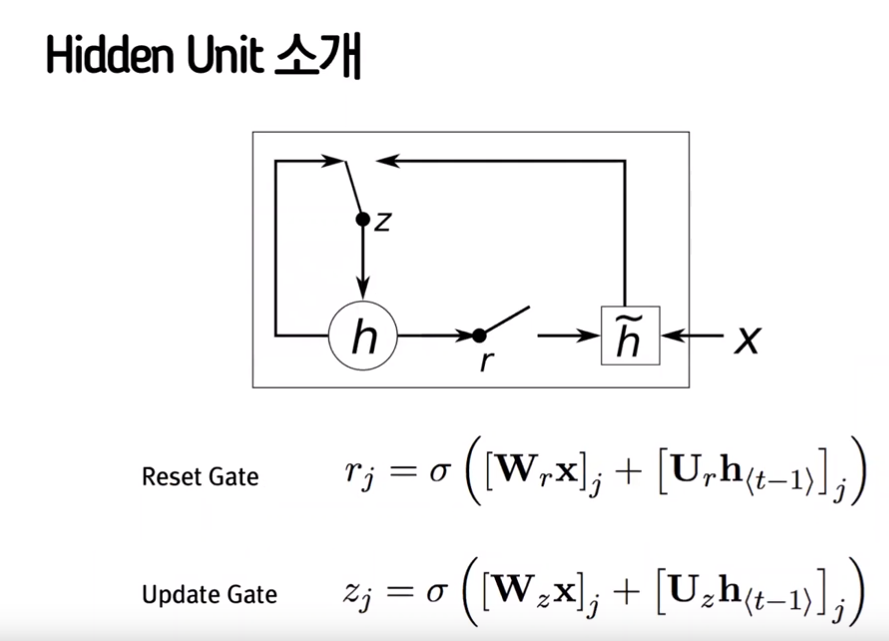 Hidden Unit 소개
z
h
r
h̃
x
Reset Gate r_j = σ([W_r x]_j + [U_r h_⟨t−1⟩]_j)
Update Gate z_j = σ([W_z x]_j + [U_z h_⟨t−1⟩]_j)